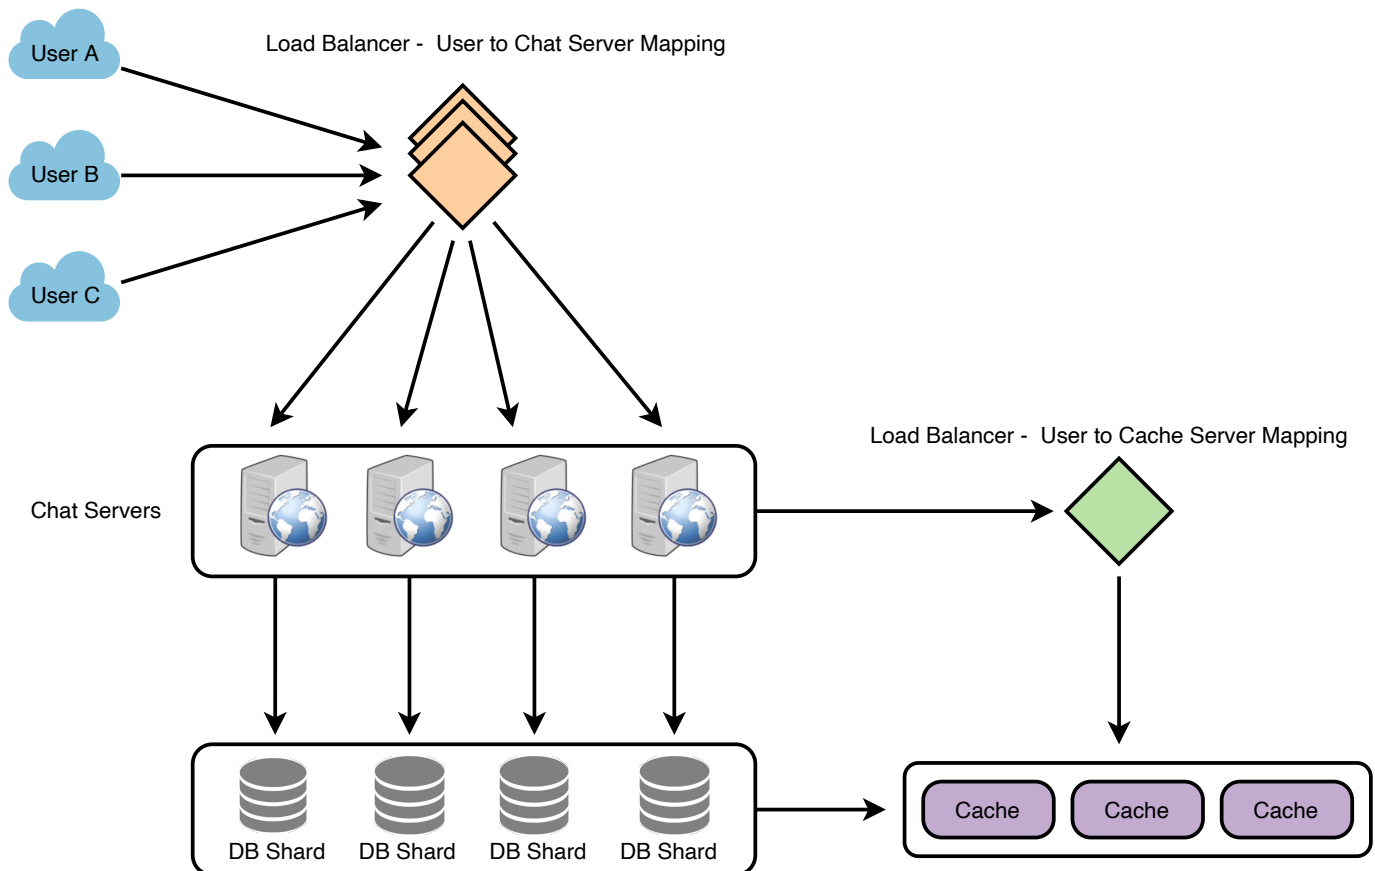 User A
Load Balancer -  User to Chat Server Mapping
User B
User C
Load Balancer -  User to Cache Server Mapping
Chat Servers
Cache
Cache
Cache
DB Shard
DB Shard
DB Shard
DB Shard